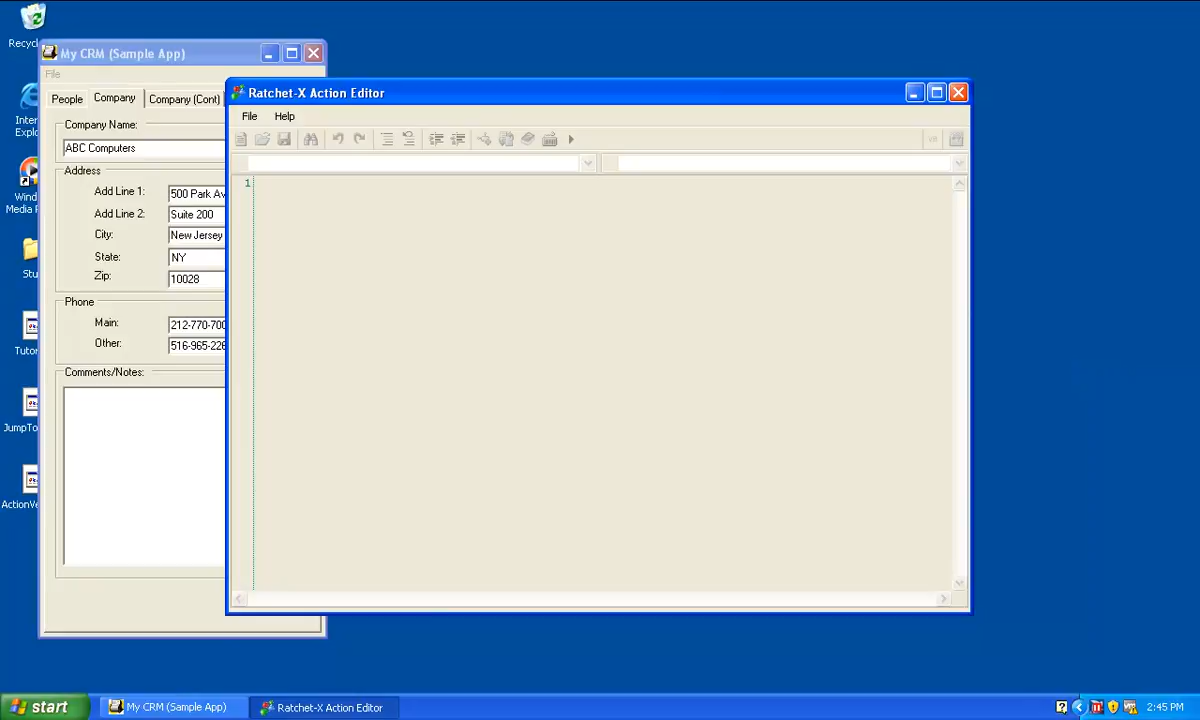 Recycl
Inter
Explo
Wind
Media P
Stu
Tutor
JumpTo
ActionVe
My CRM (Sample App)
File
People
Company
Company (Cont)
Company Name:
ABC Computers
Address
Add Line 1:
500 Park Av
Add Line 2:
Suite 200
City:
New Jersey
State:
NY
Zip:
10028
Phone
Main:
212-770-700
Other:
516-965-226
Comments/Notes:
Ratchet-X Action Editor
File Help
1
start
My CRM (Sample App)
Ratchet-X Action Editor
2:45 PM